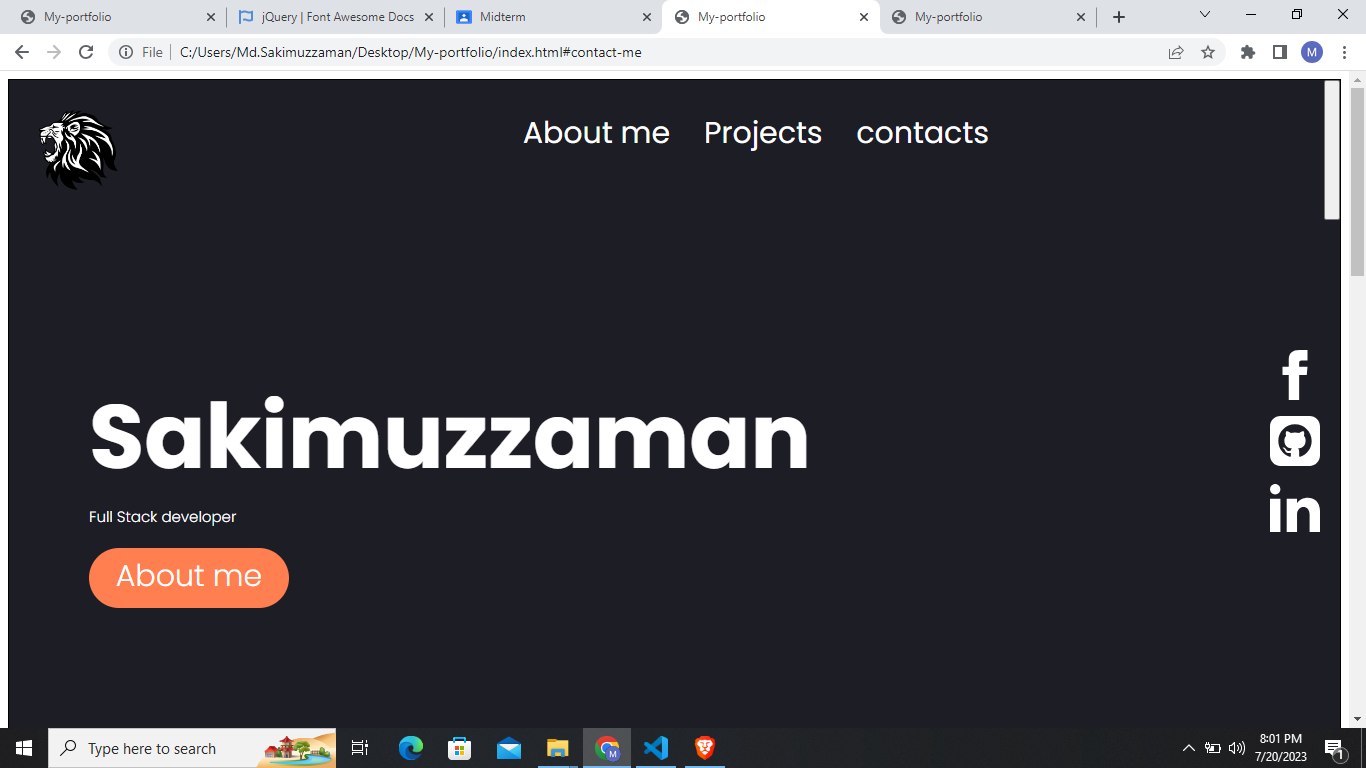 My-portfolio
jQuery | Font Awesome Docs
Midterm
My-portfolio
My-portfolio
File
C:/Users/Md.Sakimuzzaman/Desktop/My-portfolio/index.html#contact-me
M
About me
Projects
contacts
Sakimuzzaman
Full Stack developer
About me
f
in
Type here to search
M
8:01 PM
7/20/2023
1